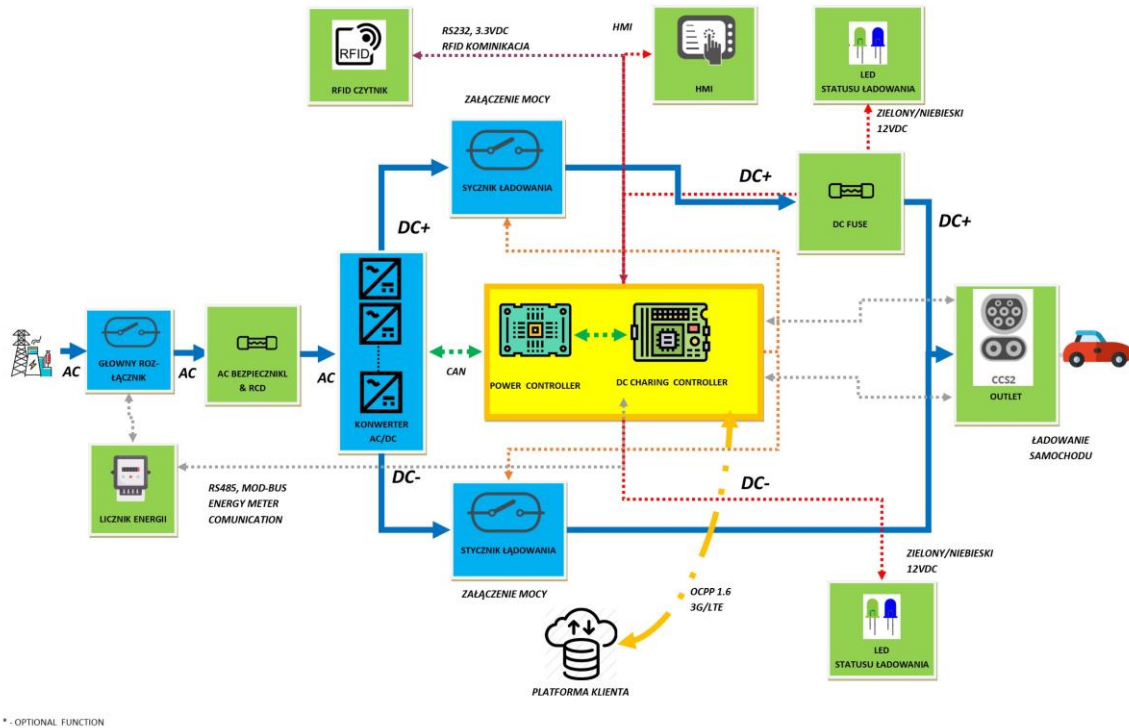 RS232, 3.3VDC
RFID KOMINIKACJA
RFID
RFID CZYTNIK
HMI
HMI
LED
STATUSU ŁADOWANIA
ZIELONY/NIEBIESKI
12VDC
ZAŁĄCZENIE MOCY
SYCZNIK ŁADOWANIA
DC+
DC+
DC FUSE
DC+
AC
GŁOWNY ROZ-
ŁĄCZNIK
AC
AC BEZPIECZNIKL
& RCD
AC
KONWERTER
AC/DC
CAN
POWER CONTROLLER
DC CHARING CONTROLLER
CCS2
OUTLET
ŁADOWANIE
SAMOCHODU
LICZNIK ENERGII
RS485, MOD-BUS
ENERGY METER
COMUNICATION
DC-
DC-
STYCZNIK ŁĄDOWANIA
ZAŁĄCZENIE MOCY
OCPP 1.6
3G/LTE
PLATFORMA KLIENTA
ZIELONY/NIEBIESKI
12VDC
LED
STATUSU ŁADOWANIA
* - OPTIONAL FUNCTION